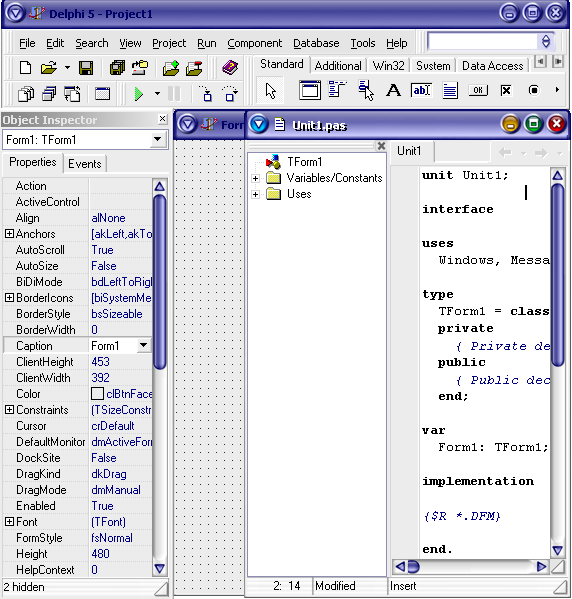 Delphi 5 - Project1
File Edit Search View Project Run Component Database Tools Help
Standard Additional Win32 System Data Access
A ab OK
Object Inspector
Form1: TForm1
Properties Events
Action
ActiveControl
Align alNone
Anchors [akLeft,akTo
AutoScroll True
AutoSize False
BiDiMode bdLeftToRigh
BorderIcons [biSystemMe
BorderStyle bsSizeable
BorderWidth 0
Caption Form1
ClientHeight 453
ClientWidth 392
Color clBtnFace
Constraints (TSizeConstr
Cursor crDefault
DefaultMonitor dmActiveFor
DockSite False
DragKind dkDrag
DragMode dmManual
Enabled True
Font (TFont)
FormStyle fsNormal
Height 480
HelpContext 0
2 hidden
Form
Unit1.pas
TForm1
Variables/Constants
Uses
Unit1
unit Unit1;
interface
uses
Windows, Messa
type
TForm1 = class
private
{ Private de
public
{ Public dec
end;
var
Form1: TForm1;
implementation
{$R *.DFM}
end.
2: 14 Modified Insert